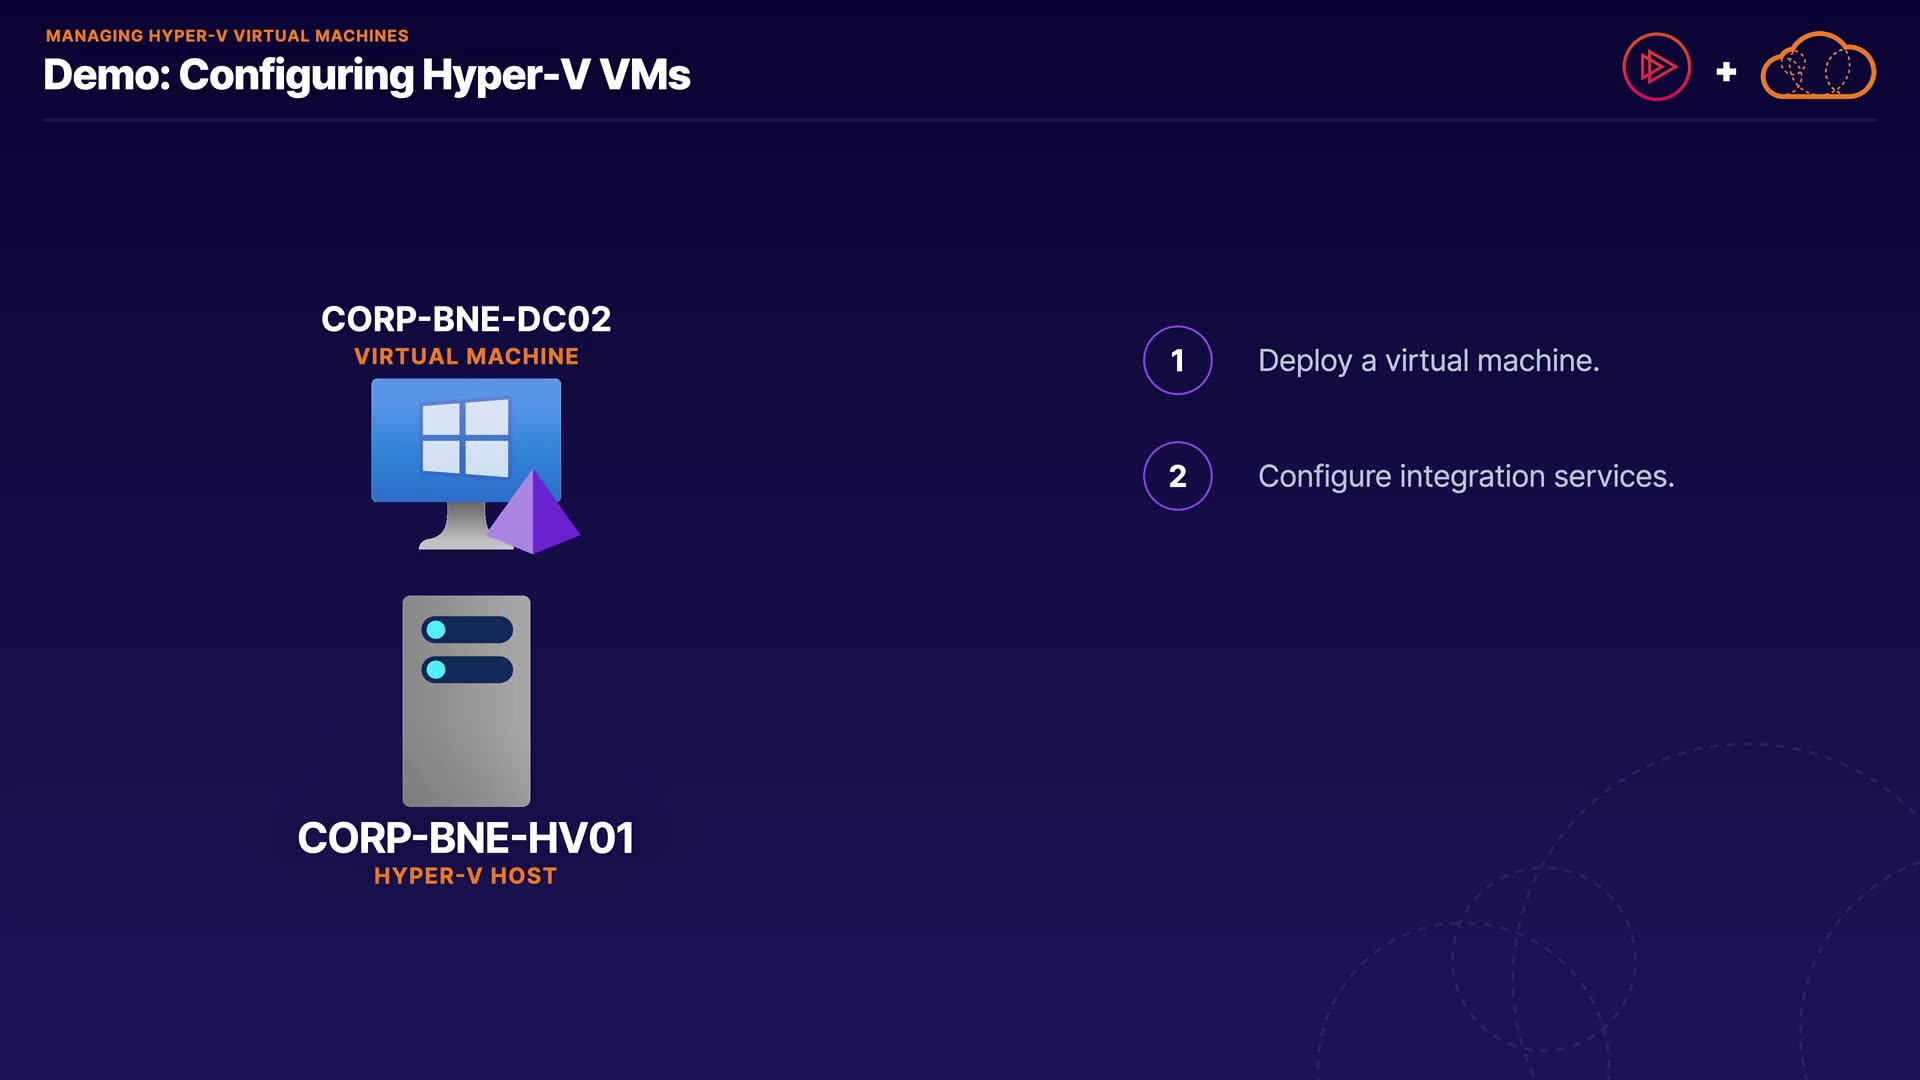 MANAGING HYPER-V VIRTUAL MACHINES
Demo: Configuring Hyper-V VMs
+
CORP-BNE-DC02
VIRTUAL MACHINE
CORP-BNE-HV01
HYPER-V HOST
1 Deploy a virtual machine.
2 Configure integration services.